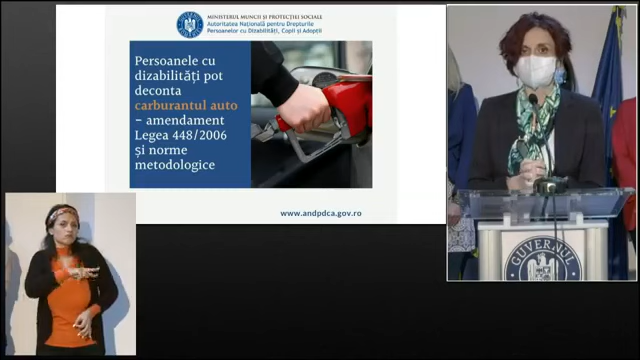 MINISTERUL MUNCII ȘI PROTECȚIEI SOCIALE
Autoritatea Națională pentru Drepturile
Persoanelor cu Dizabilități, Copii și Adopții
Persoanele cu
dizabilități pot
deconta
carburantul auto
– amendament
Legea 448/2006
și norme
metodologice
www.andpdca.gov.ro
GUVERNUL